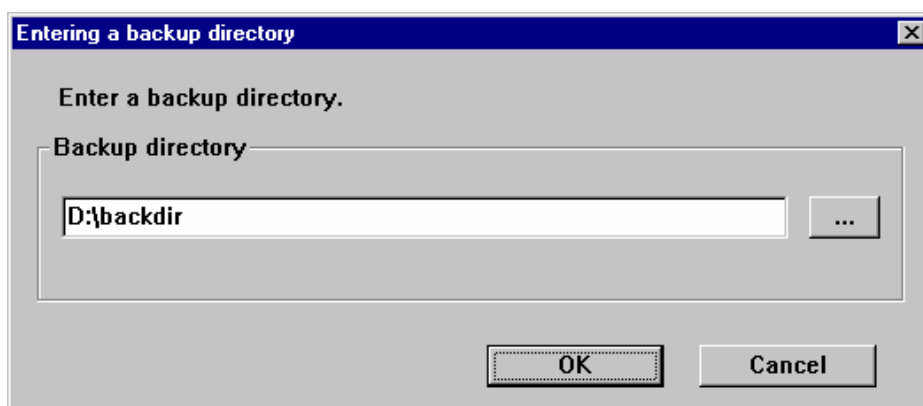 Entering a backup directory
Enter a backup directory.
Backup directory
D:\backdir
...
OK
Cancel